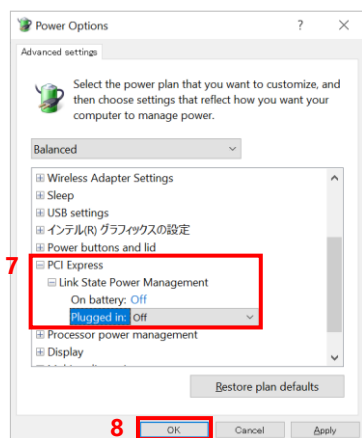 Power Options
Advanced settings
Select the power plan that you want to customize, and
then choose settings that reflect how you want your
computer to manage power.
Balanced
Wireless Adapter Settings
Sleep
USB settings
インテル(R) グラフィックスの設定
Power buttons and lid
7
PCI Express
Link State Power Management
On battery: Off
Plugged in: Off
Processor power management
Display
Restore plan defaults
8
OK
Cancel
Apply